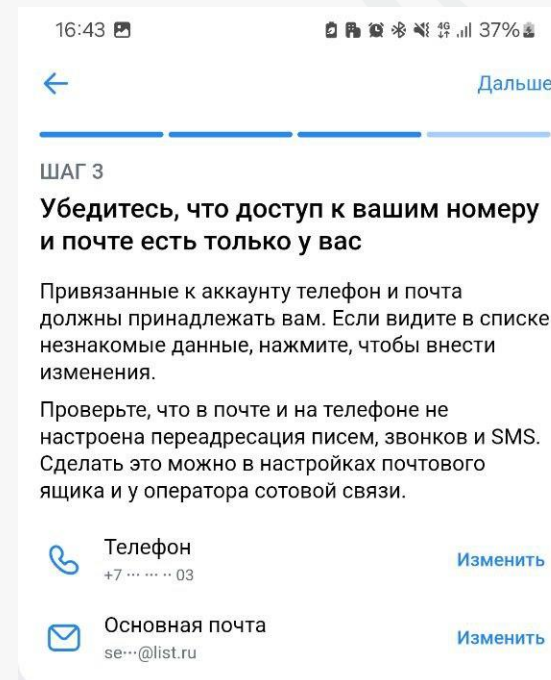 16:43 4G 37%
Дальше
ШАГ 3
Убедитесь, что доступ к вашим номеру
и почте есть только у вас
Привязанные к аккаунту телефон и почта
должны принадлежать вам. Если видите в списке
незнакомые данные, нажмите, чтобы внести
изменения.
Проверьте, что в почте и на телефоне не
настроена переадресация писем, звонков и SMS.
Сделать это можно в настройках почтового
ящика и у оператора сотовой связи.
Телефон
+7 ··· ··· ·· 03
Изменить
Основная почта
se···@list.ru
Изменить